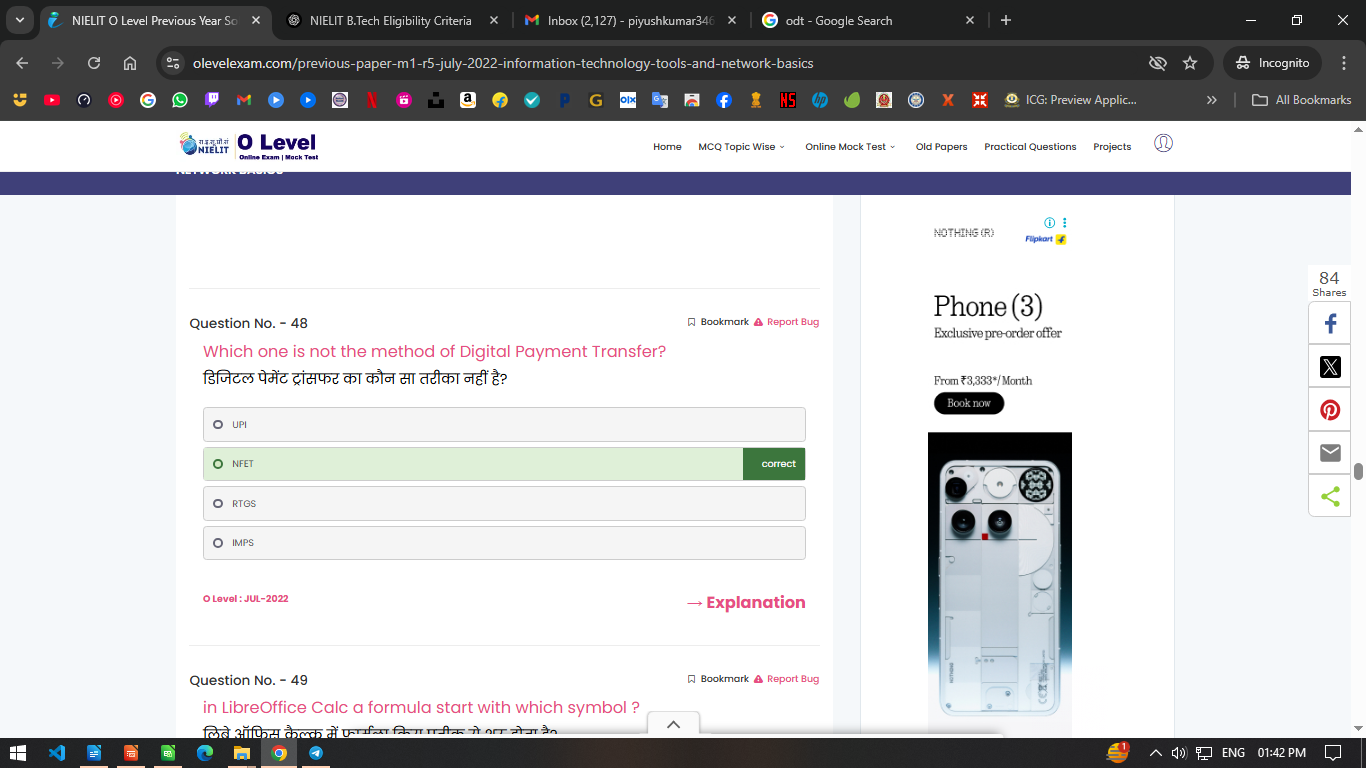 NIELIT O Level Previous Year So
NIELIT B.Tech Eligibility Criteria
Inbox (2,127) - piyushkumar346
odt - Google Search
olevelexam.com/previous-paper-m1-r5-july-2022-information-technology-tools-and-network-basics
Incognito
ICG: Preview Applic...
All Bookmarks
NIELIT
O Level
Online Exam | Mock Test
Home
MCQ Topic Wise
Online Mock Test
Old Papers
Practical Questions
Projects
NETWORK BASICS
Question No. - 48
Bookmark
Report Bug
Which one is not the method of Digital Payment Transfer?
डिजिटल पेमेंट ट्रांसफर का कौन सा तरीका नहीं है?
UPI
NFET
correct
RTGS
IMPS
O Level : JUL-2022
→ Explanation
Question No. - 49
Bookmark
Report Bug
in LibreOffice Calc a formula start with which symbol ?
लिब्रे ऑफिस कैल्क में फार्मूला किस प्रतीक से शुरू होता है?
NOTHING (R)
Flipkart
Phone (3)
Exclusive pre-order offer
From ₹3,333*/Month
Book now
84
Shares
1
ENG
01:42 PM